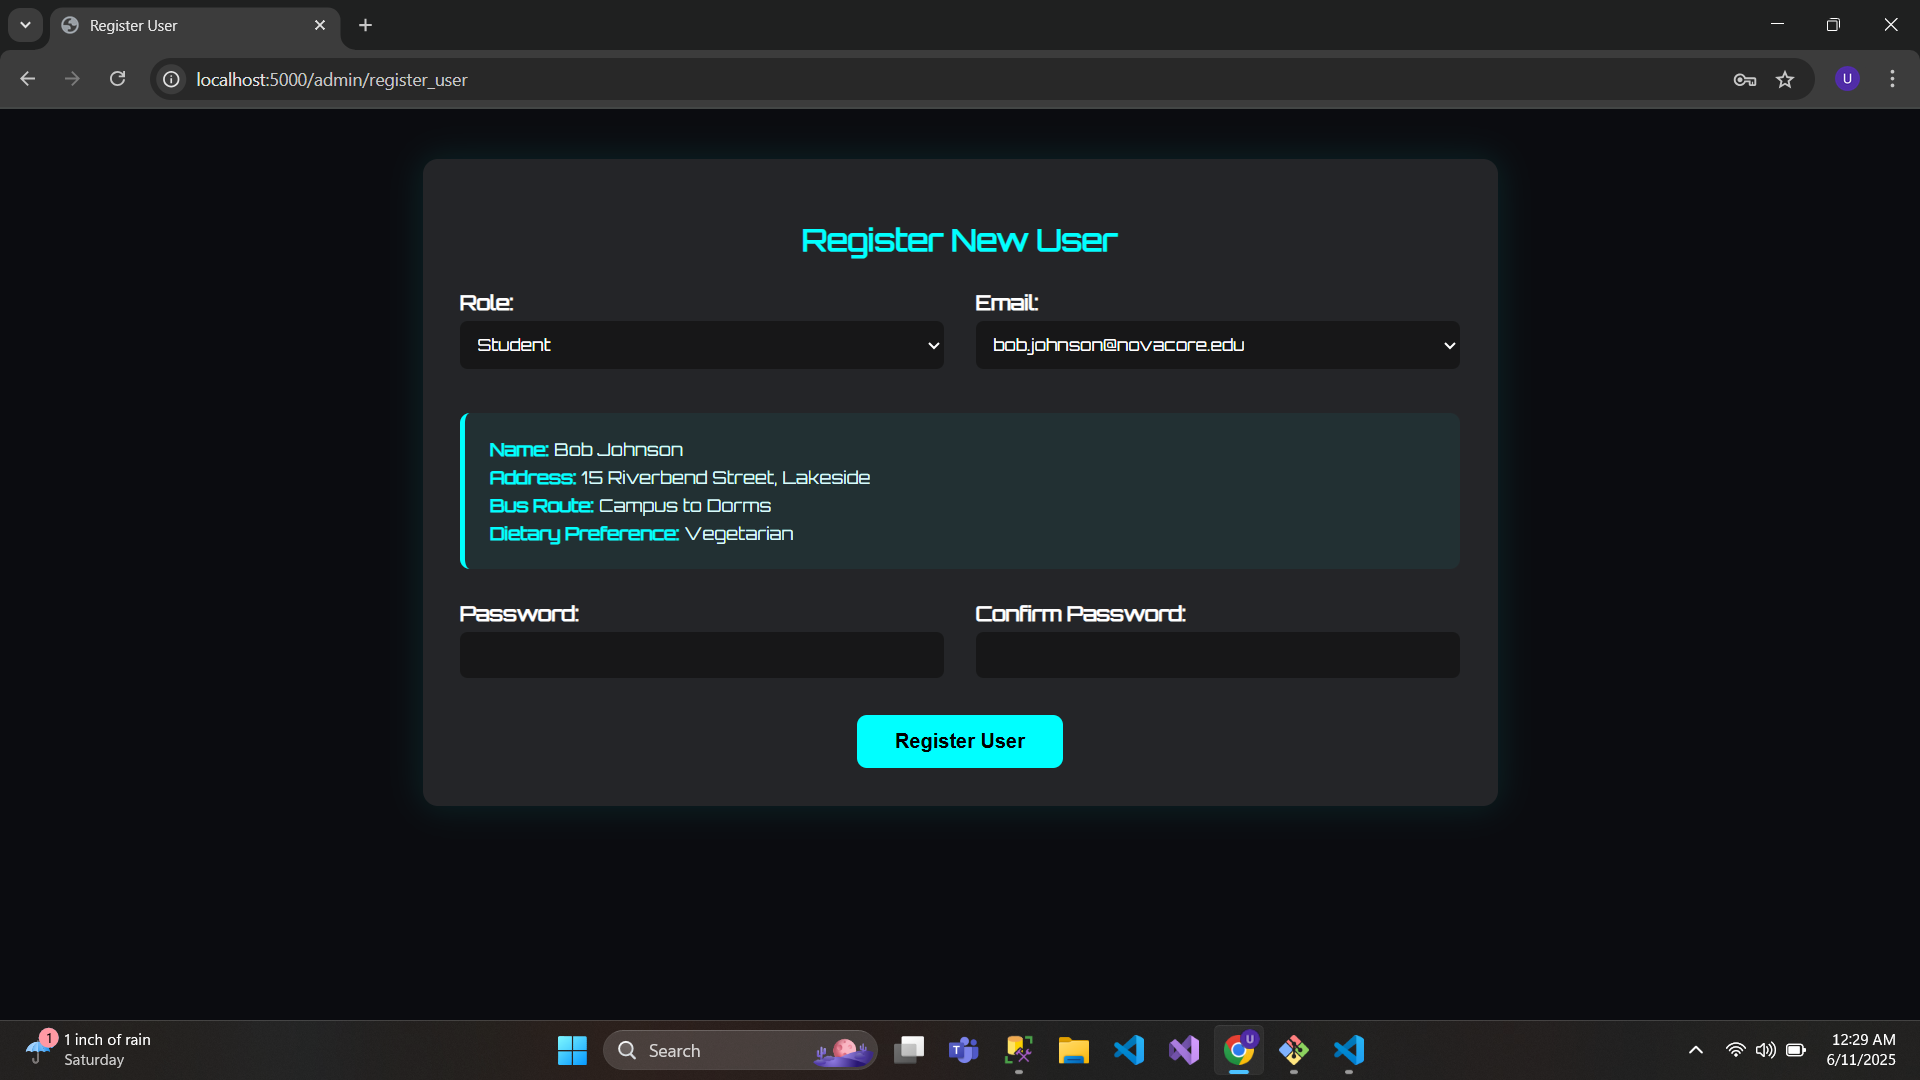 Register User
localhost:5000/admin/register_user
U
Register New User
Role:
Email:
Student
bob.johnson@novacore.edu
Name: Bob Johnson
Address: 15 Riverbend Street, Lakeside
Bus Route: Campus to Dorms
Dietary Preference: Vegetarian
Password:
Confirm Password:
Register User
1
1 inch of rain
Saturday
Search
T
U
12:29 AM
6/11/2025